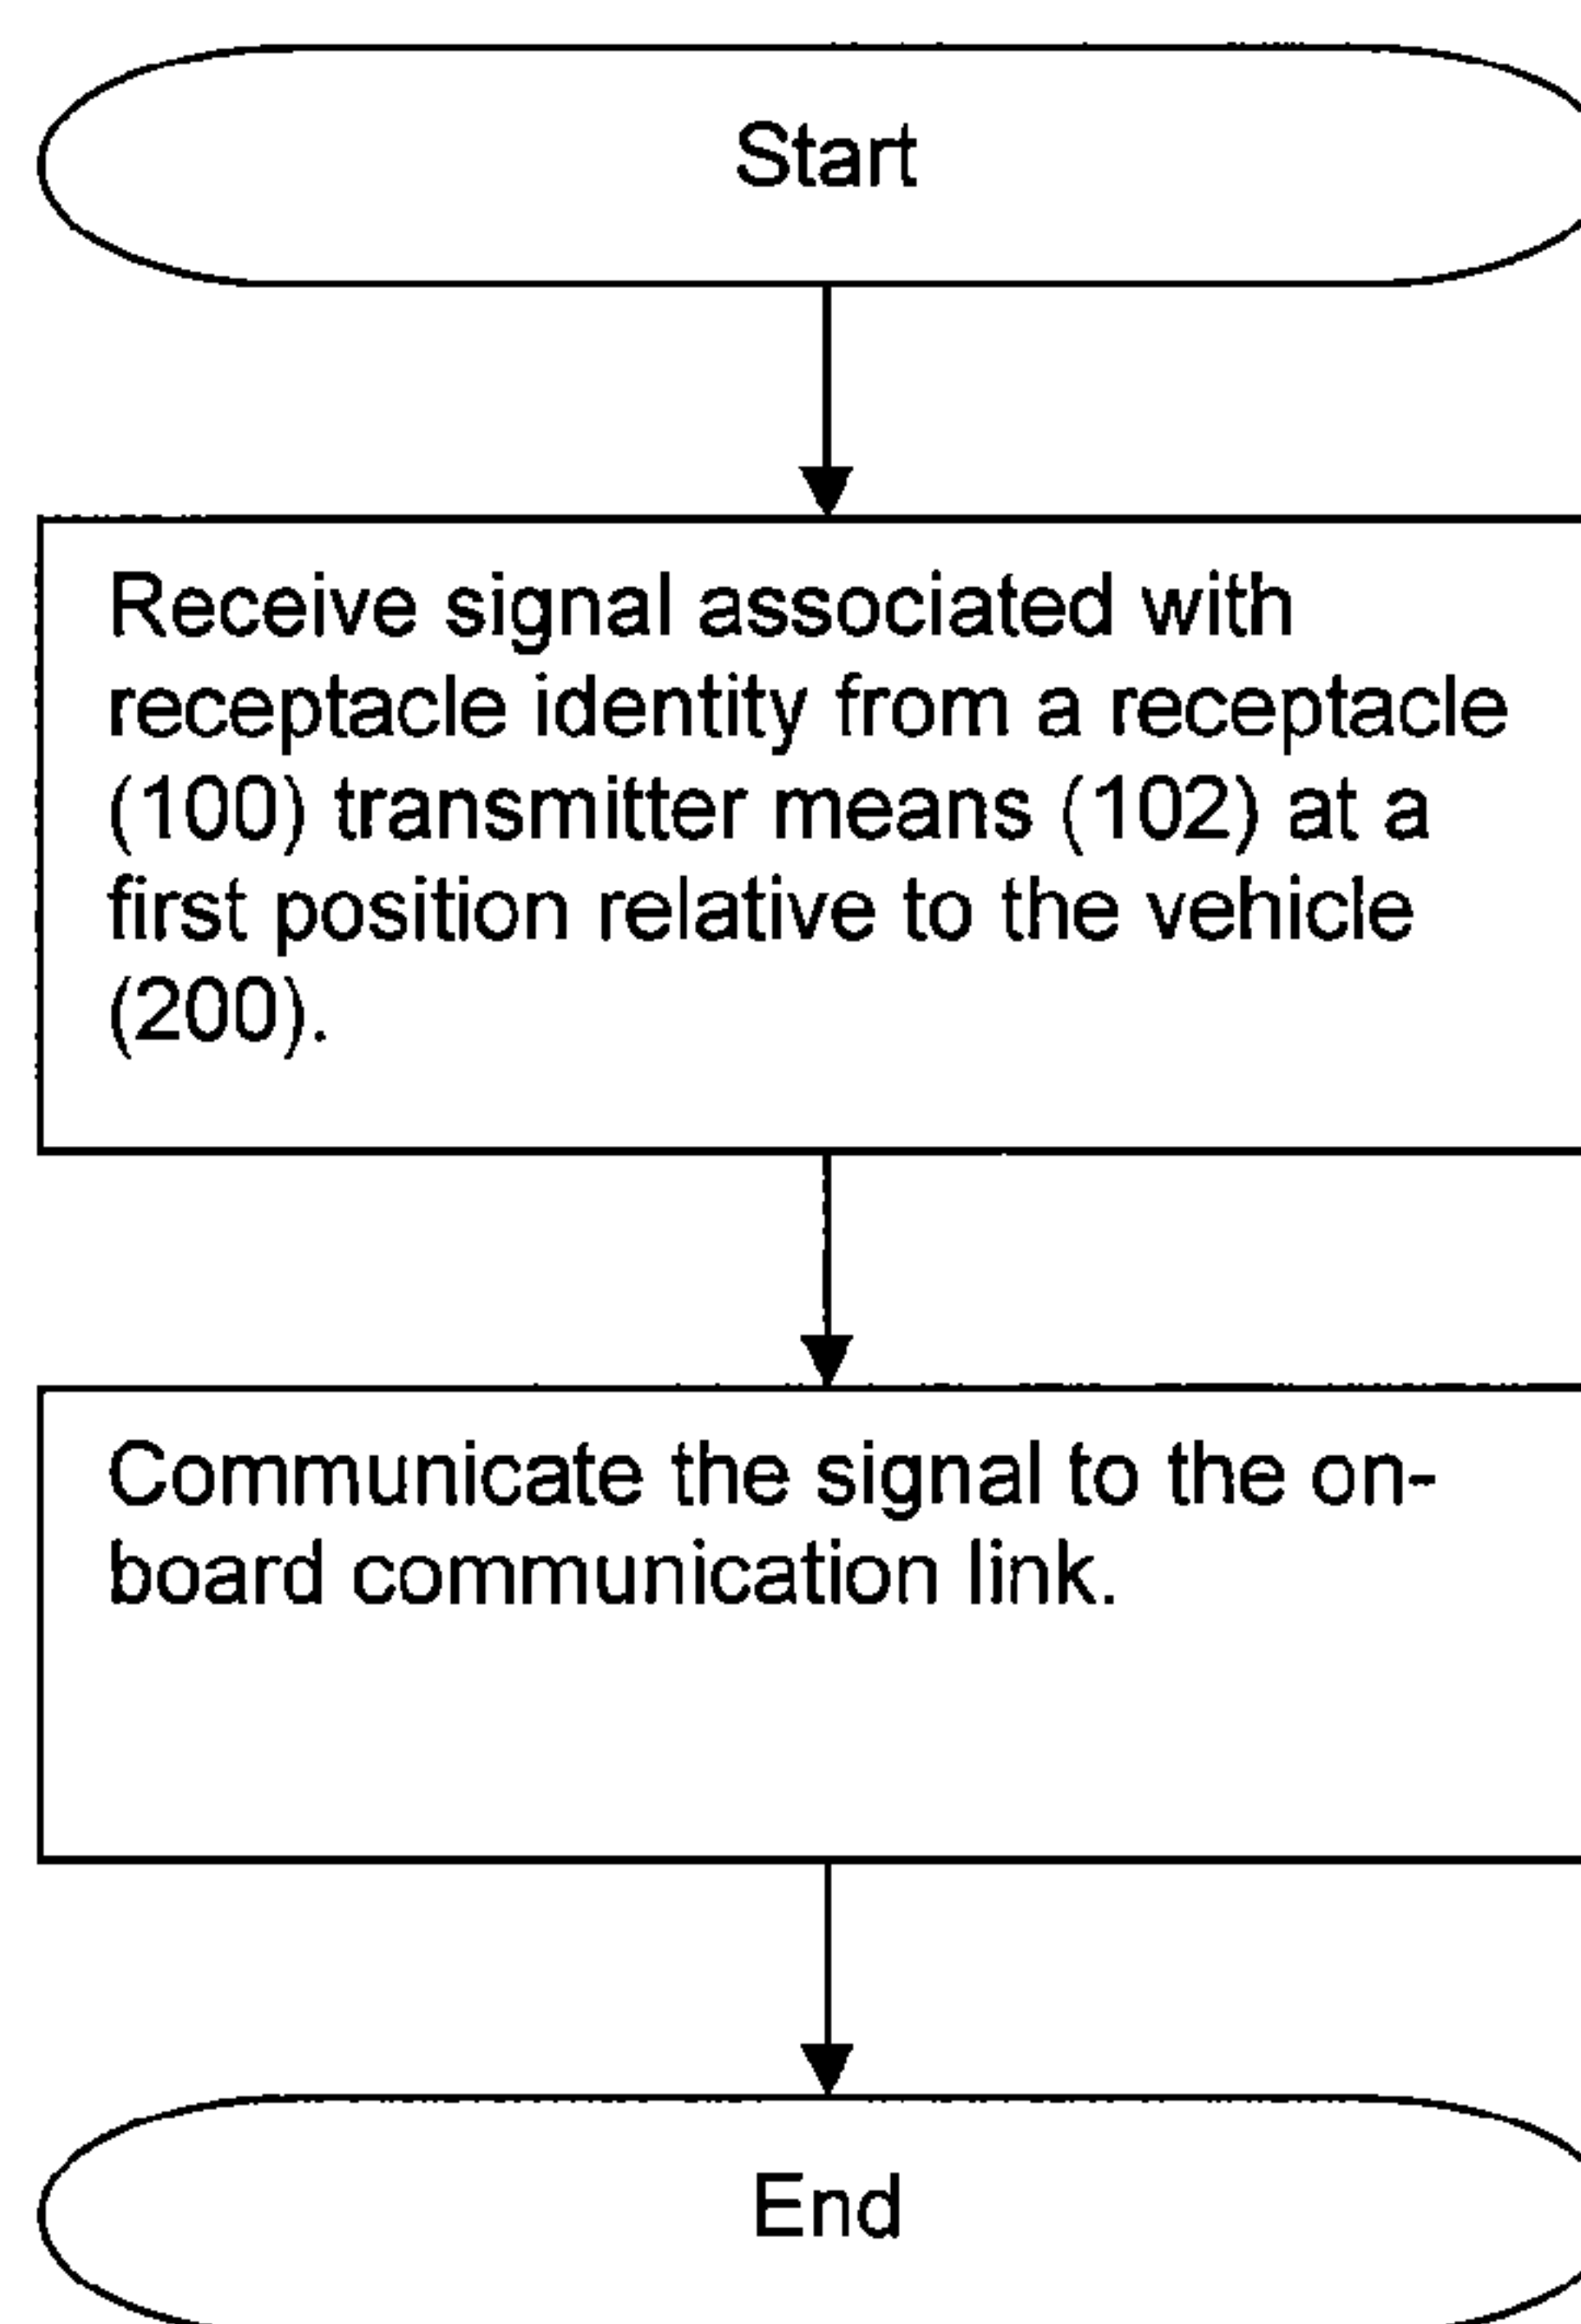 Start
Receive signal associated with
receptacle identity from a receptacle
(100) transmitter means (102) at a
first position relative to the vehicle
(200).
Communicate the signal to the on-
board communication link.
End